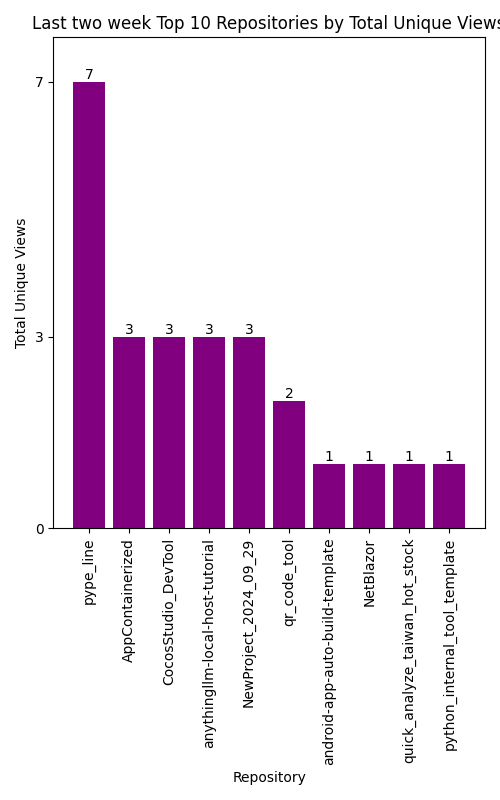 Last two week Top 10 Repositories by Total Unique Views
7
7
3
3
3
3
3
2
1
1
1
1
0
Total Unique Views
pype_line
AppContainerized
CocosStudio_DevTool
anythingllm-local-host-tutorial
NewProject_2024_09_29
qr_code_tool
android-app-auto-build-template
NetBlazor
quick_analyze_taiwan_hot_stock
python_internal_tool_template
Repository